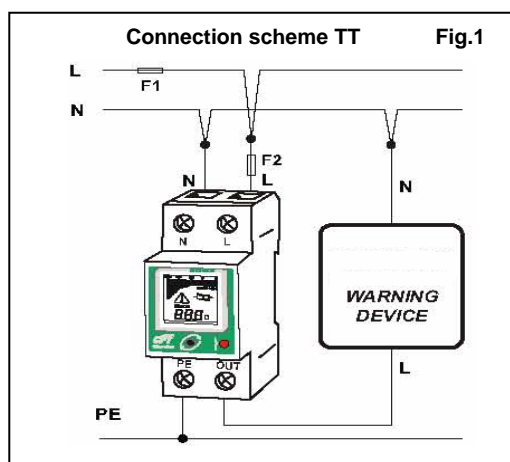 Connection scheme TT Fig.1
L
F1
N
F2
N L
N
N L
WARNING
DEVICE
PE OUT
L
PE